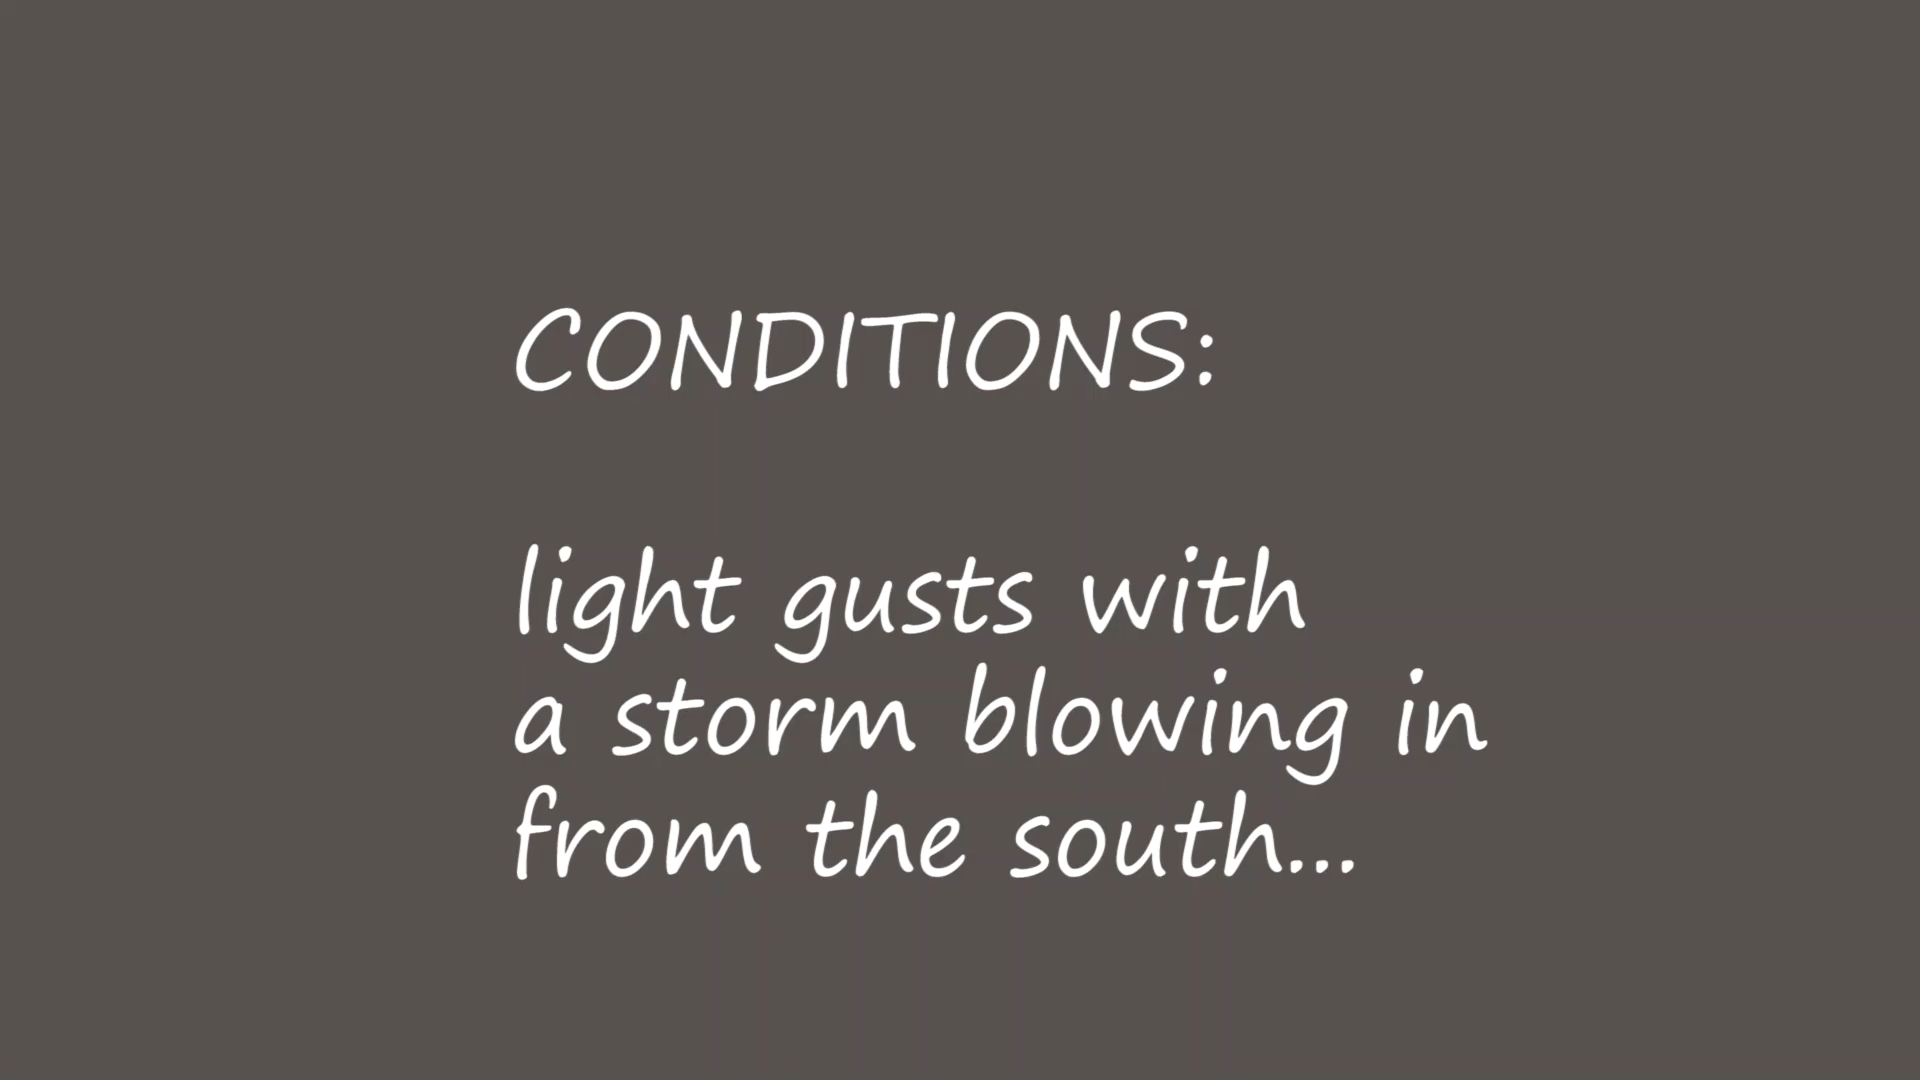 CONDITIONS:
light gusts with
a storm blowing in
from the south...